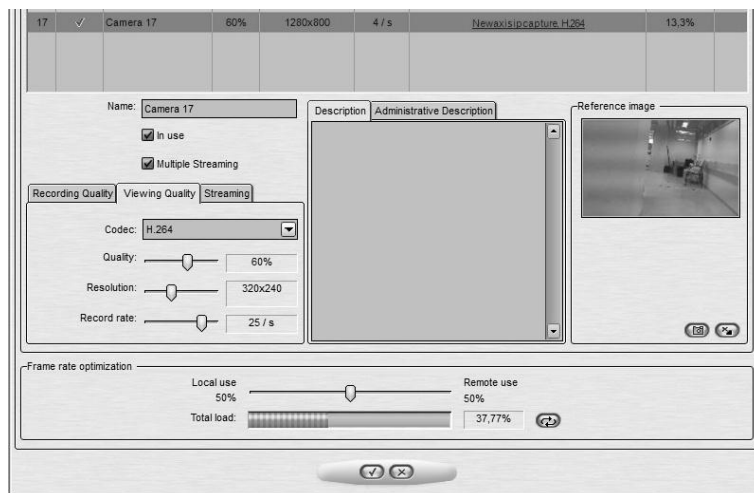 17 Camera 17 60% 1280x800 4 / s Newaxisipcapture.H264 13,3%
Name: Camera 17
In use
Multiple Streaming
Recording Quality Viewing Quality Streaming
Codec: H.264
Quality: 60%
Resolution: 320x240
Record rate: 25 / s
Description Administrative Description
Reference image
Frame rate optimization
Local use
50%
Remote use
50%
Total load: 37,77%